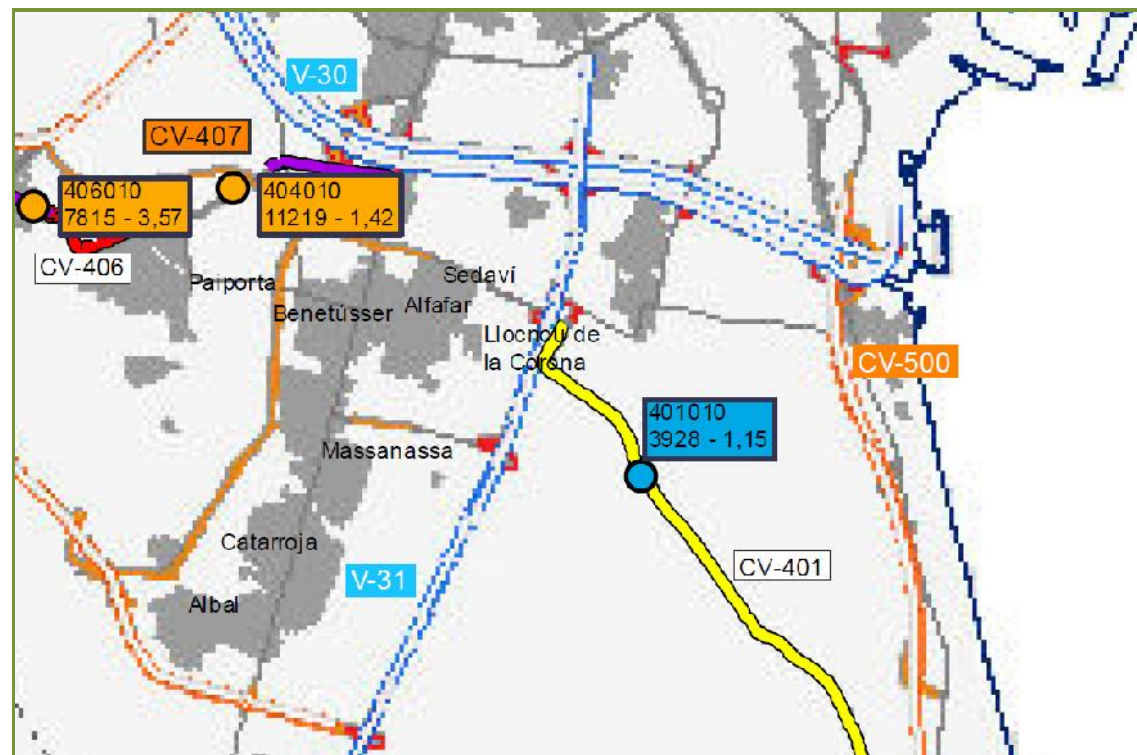 V-30
CV-407
406010
7815 - 3,57
404010
11219 - 1,42
CV-406
Paiporta
Sedaví
Benetússer
Alfafar
Llocnou de
la Corona
CV-500
401010
3928 - 1,15
Massanassa
Catarroja
CV-401
V-31
Albal